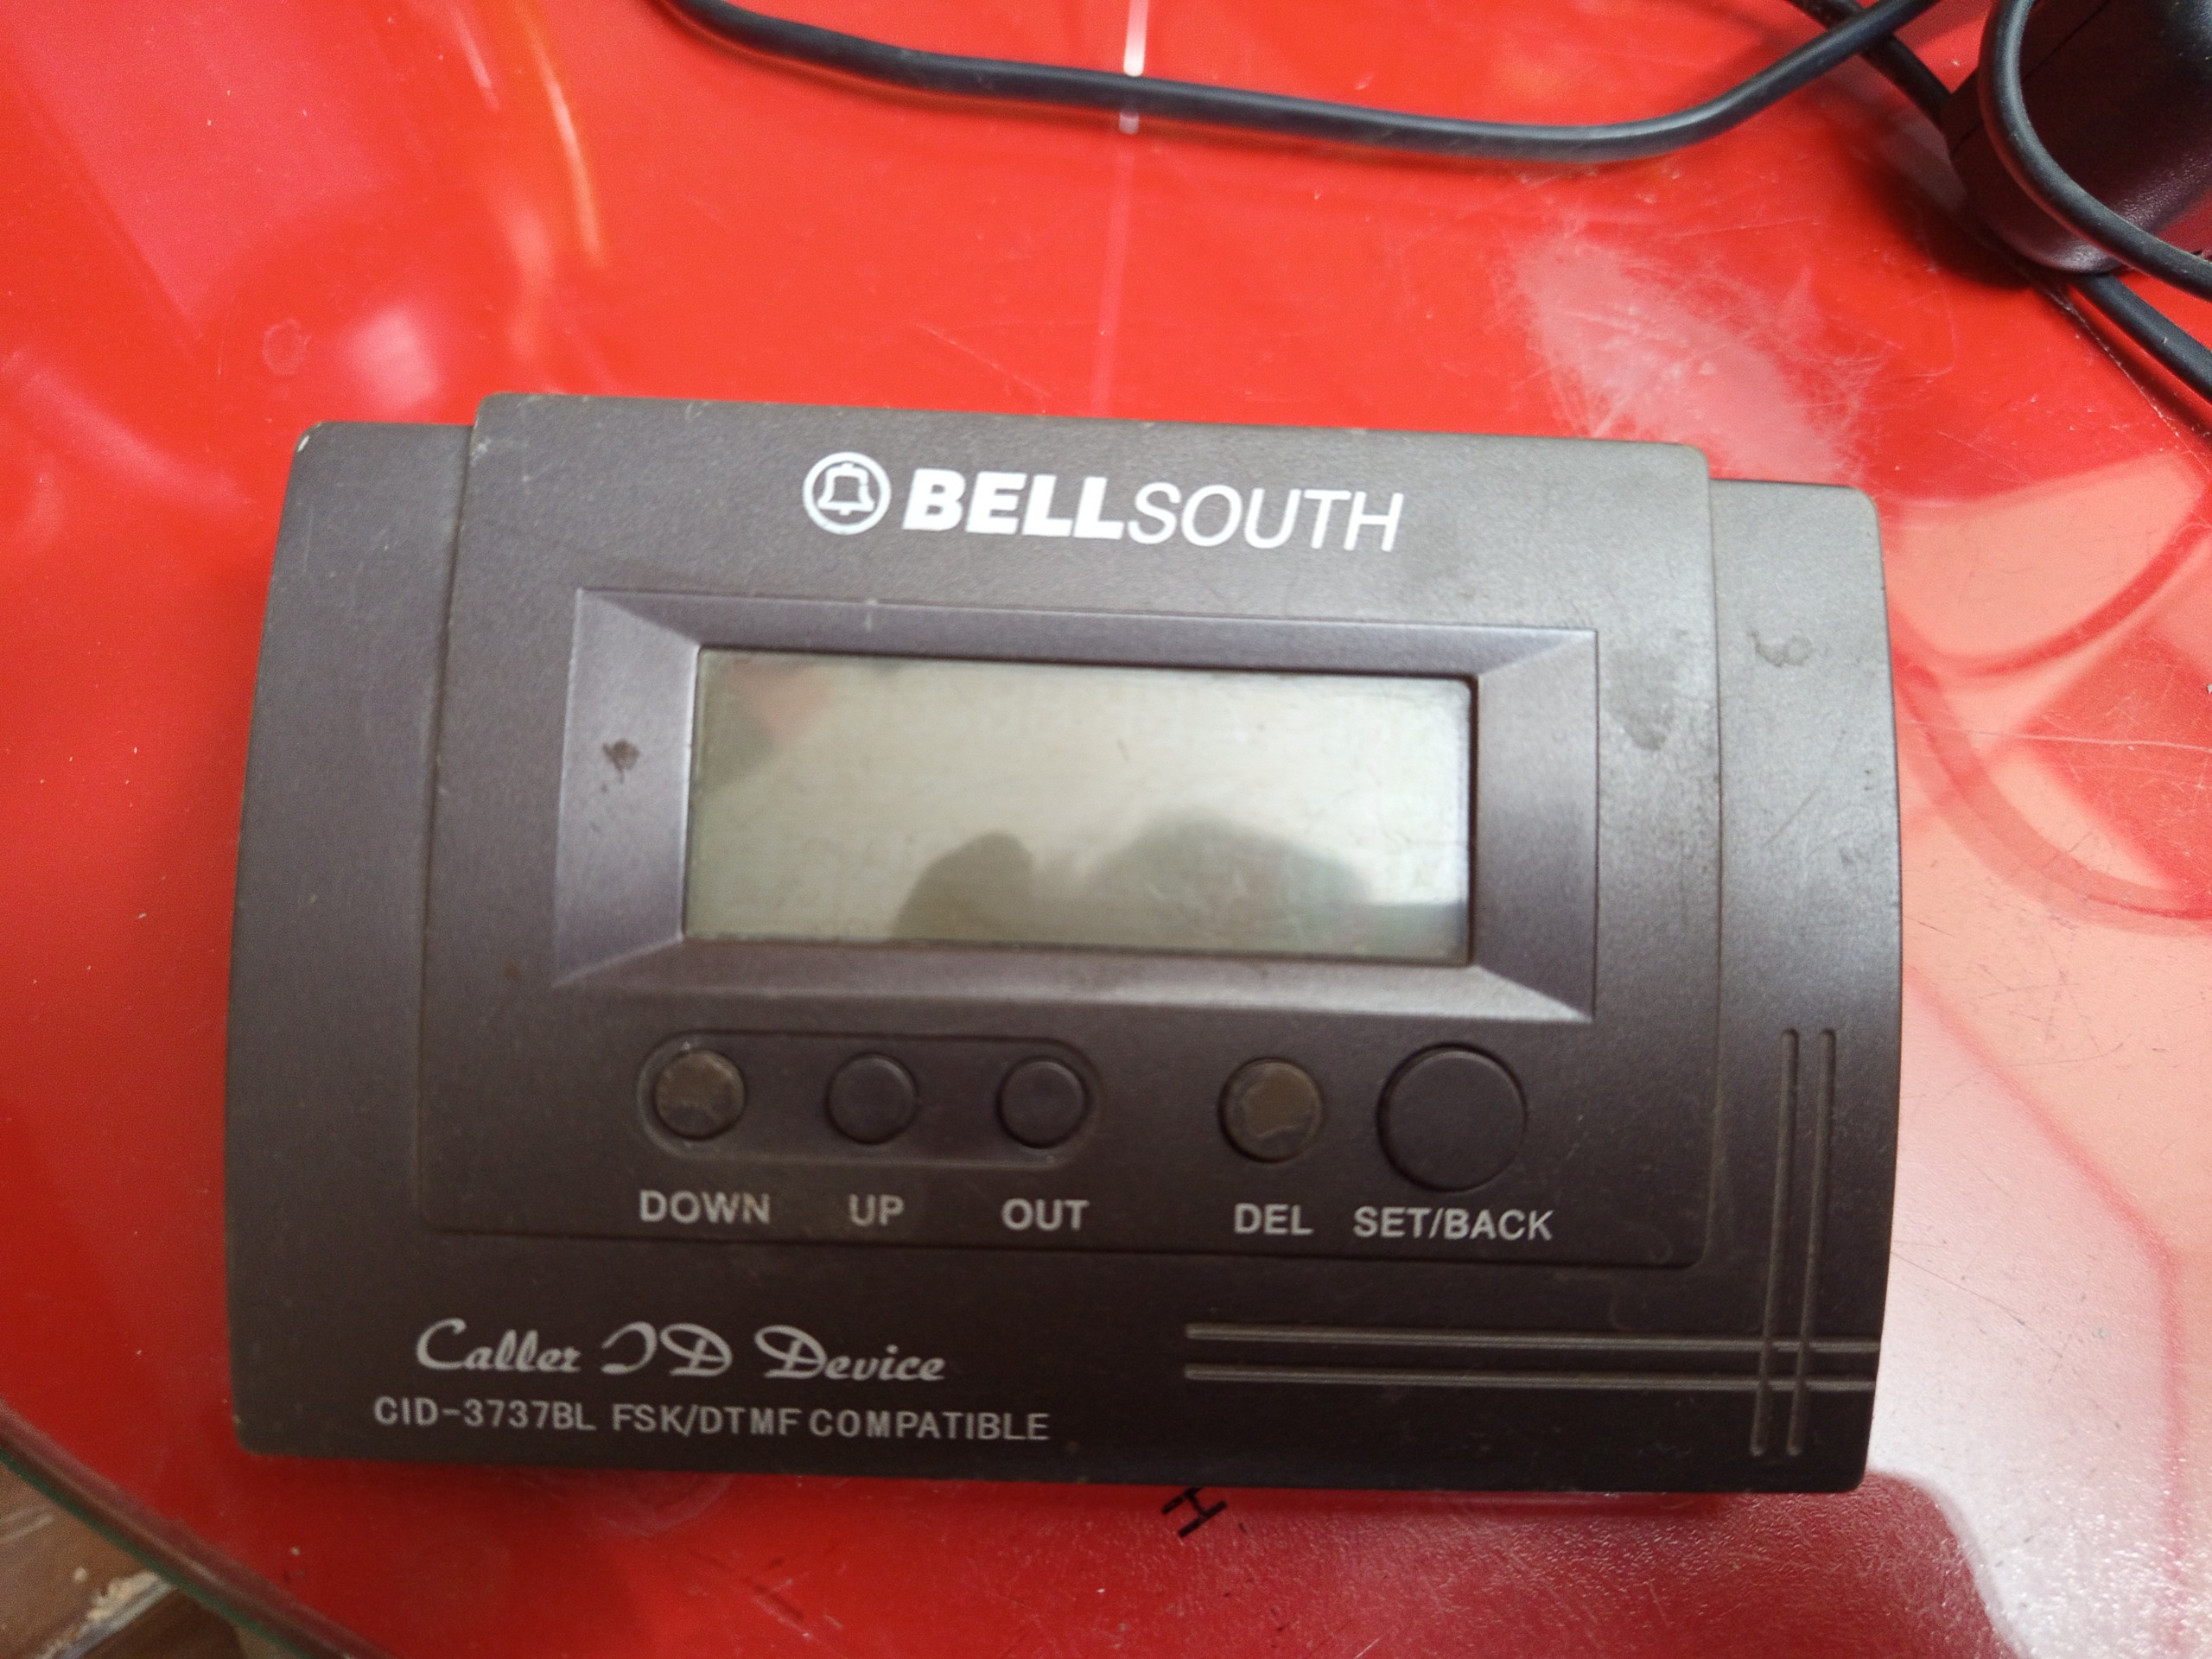 BELLSOUTH
DOWN UP OUT DEL SET/BACK
Caller ID Device
CID-3737BL FSK/DTMF COMPATIBLE
H